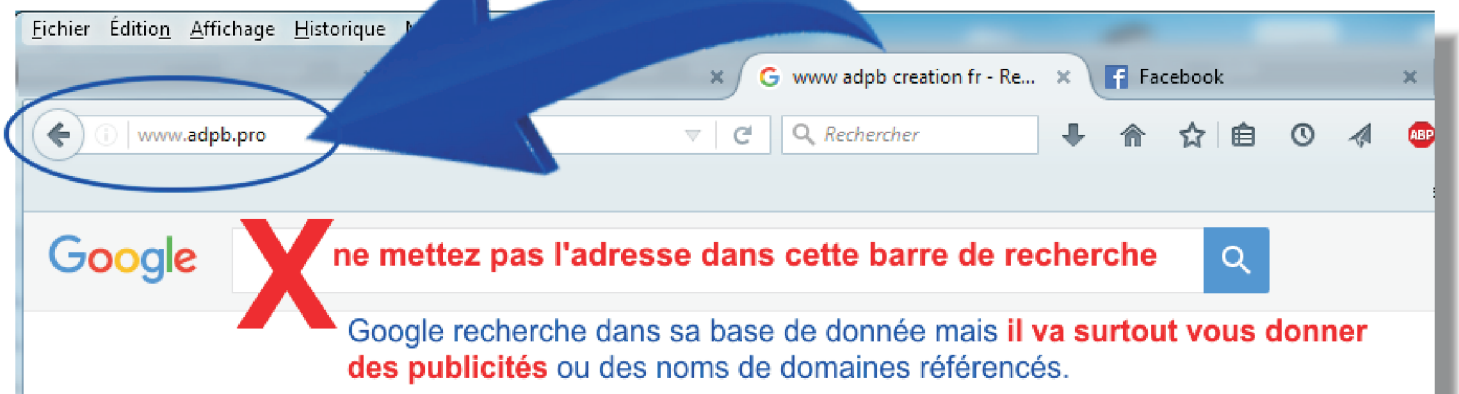 Fichier Édition Affichage Historique
www adpb creation fr - Re... Facebook
www.adpb.pro Rechercher ABP
Google ne mettez pas l'adresse dans cette barre de recherche
Google recherche dans sa base de donnée mais il va surtout vous donner
des publicités ou des noms de domaines référencés.